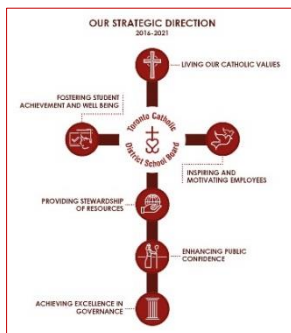 OUR STRATEGIC DIRECTION
2016-2021
LIVING OUR CATHOLIC VALUES
FOSTERING STUDENT
ACHIEVEMENT AND WELL BEING
Toronto Catholic
District School Board
INSPIRING AND
MOTIVATING EMPLOYEES
PROVIDING STEWARDSHIP
OF RESOURCES
ENHANCING PUBLIC
CONFIDENCE
ACHIEVING EXCELLENCE IN
GOVERNANCE